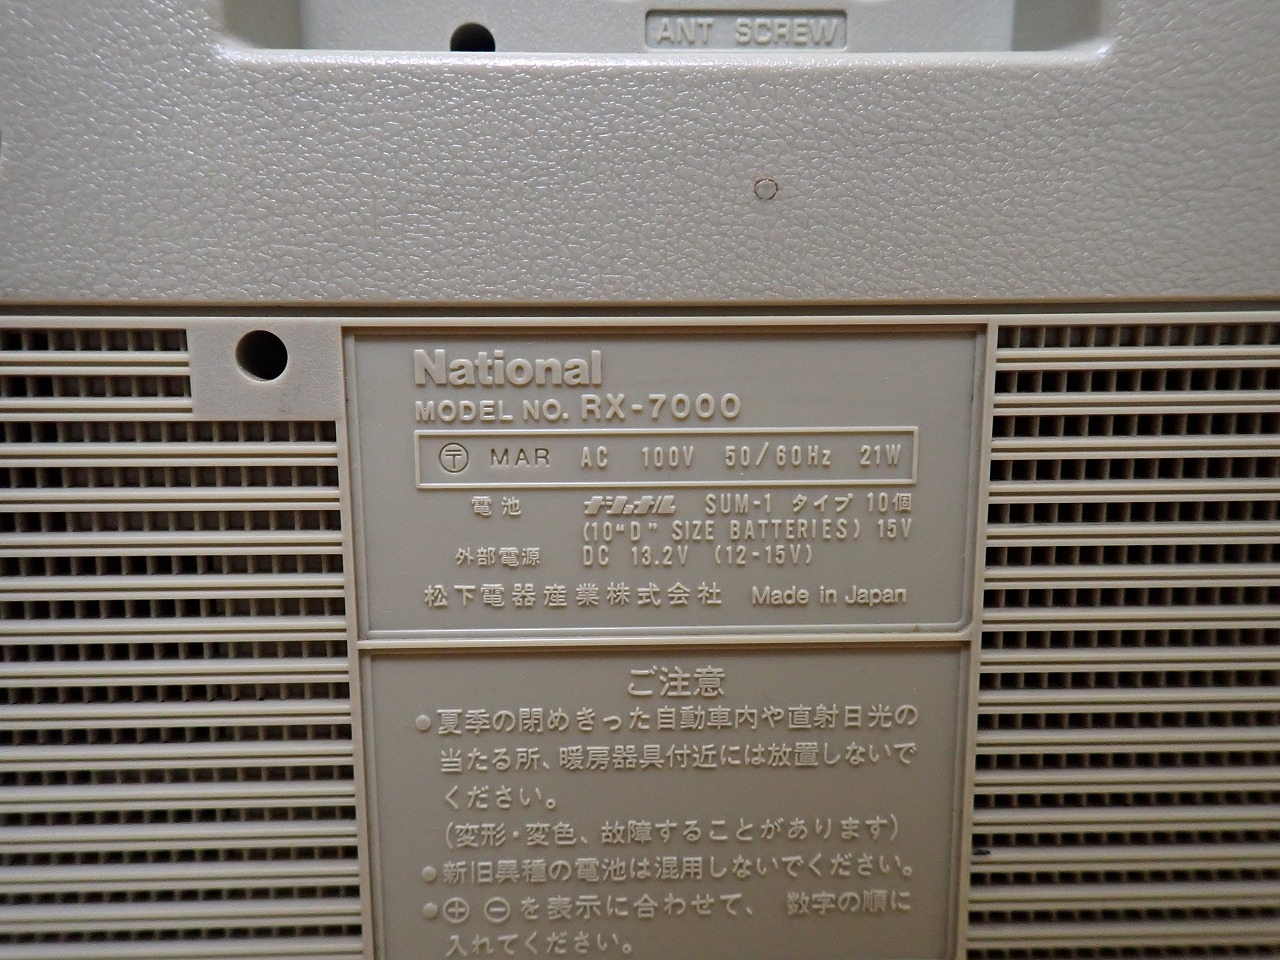 ANT SCREW
National
MODEL NO. RX-7000
〒 MAR AC 100V 50/60Hz 21W
電池 ナショナル SUM-1 タイプ 10個
(10“D” SIZE BATTERIES) 15V
外部電源 DC 13.2V (12-15V)
松下電器産業株式会社 Made in Japan
ご注意
●夏季の閉めきった自動車内や直射日光の
当たる所、暖房器具付近には放置しないで
ください。
(変形・変色、故障することがあります)
●新旧異種の電池は混用しないでください。
●⊕ ⊖を表示に合わせて、 数字の順に
入れてください。